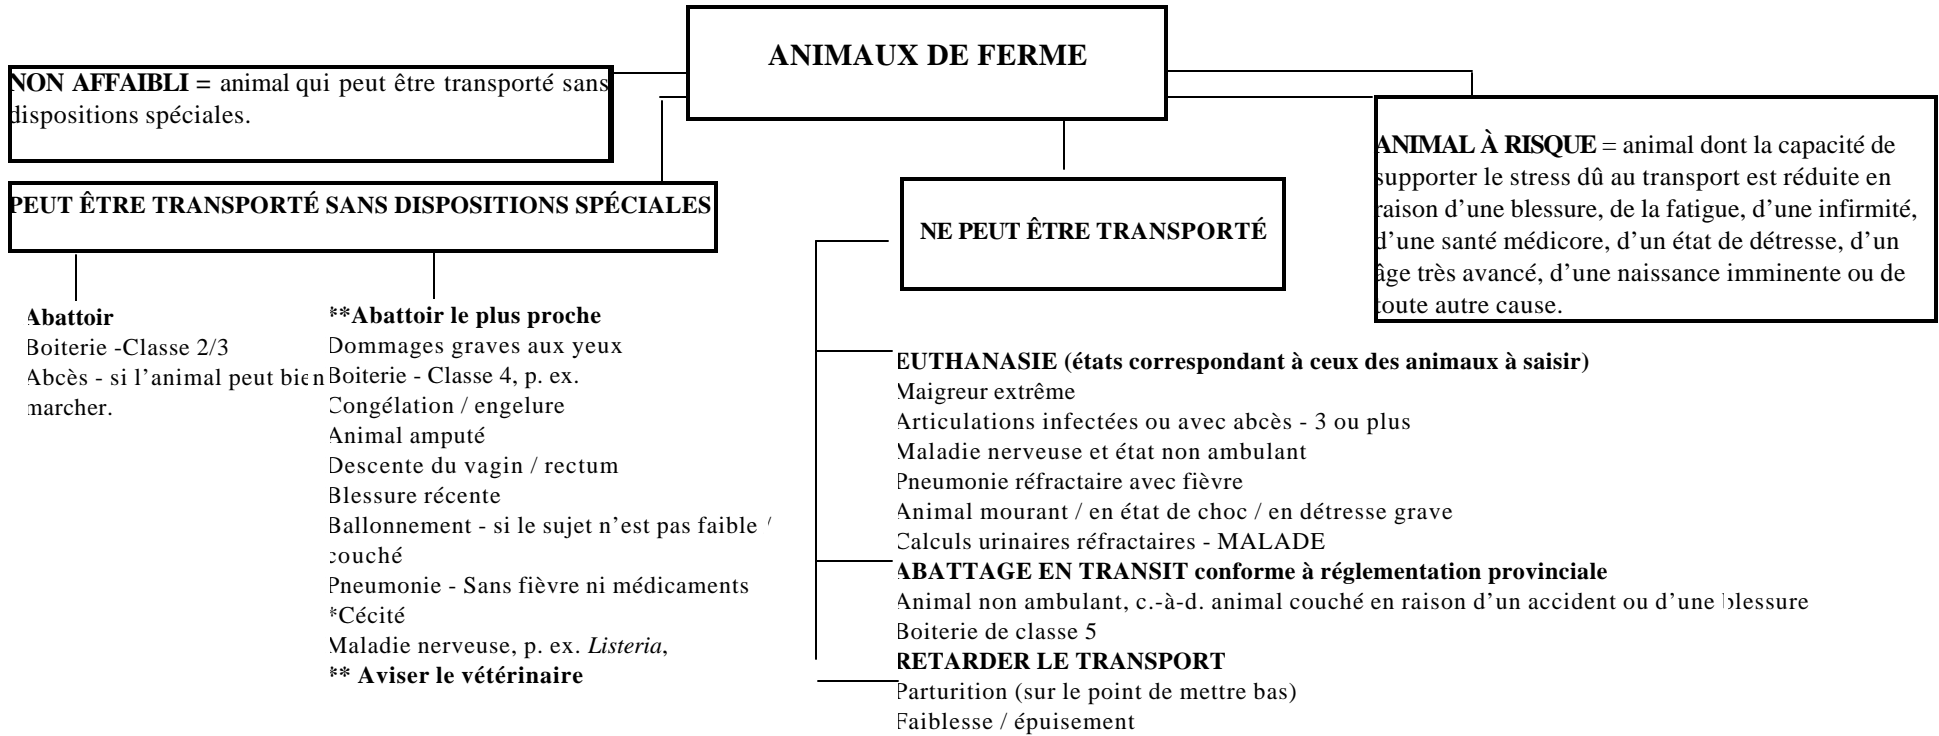 ANIMAUX DE FERME
NON AFFAIBLI = animal qui peut être transporté sans
dispositions spéciales.
ANIMAL À RISQUE = animal dont la capacité de
supporter le stress dû au transport est réduite en
raison d’une blessure, de la fatigue, d’une infirmité,
d’une santé médicore, d’un état de détresse, d’un
âge très avancé, d’une naissance imminente ou de
toute autre cause.
PEUT ÊTRE TRANSPORTÉ SANS DISPOSITIONS SPÉCIALES
Abattoir
Boiterie -Classe 2/3
Abcès - si l’animal peut bien
marcher.
**Abattoir le plus proche
Dommages graves aux yeux
Boiterie - Classe 4, p. ex.
Congélation / engelure
Animal amputé
Descente du vagin / rectum
Blessure récente
Ballonnement - si le sujet n’est pas faible /
couché
Pneumonie - Sans fièvre ni médicaments
*Cécité
Maladie nerveuse, p. ex. Listeria,
** Aviser le vétérinaire
NE PEUT ÊTRE TRANSPORTÉ
EUTHANASIE (états correspondant à ceux des animaux à saisir)
Maigreur extrême
Articulations infectées ou avec abcès - 3 ou plus
Maladie nerveuse et état non ambulant
Pneumonie réfractaire avec fièvre
Animal mourant / en état de choc / en détresse grave
Calculs urinaires réfractaires - MALADE
ABATTAGE EN TRANSIT conforme à réglementation provinciale
Animal non ambulant, c.-à-d. animal couché en raison d’un accident ou d’une blessure
Boiterie de classe 5
RETARDER LE TRANSPORT
Parturition (sur le point de mettre bas)
Faiblesse / épuisement